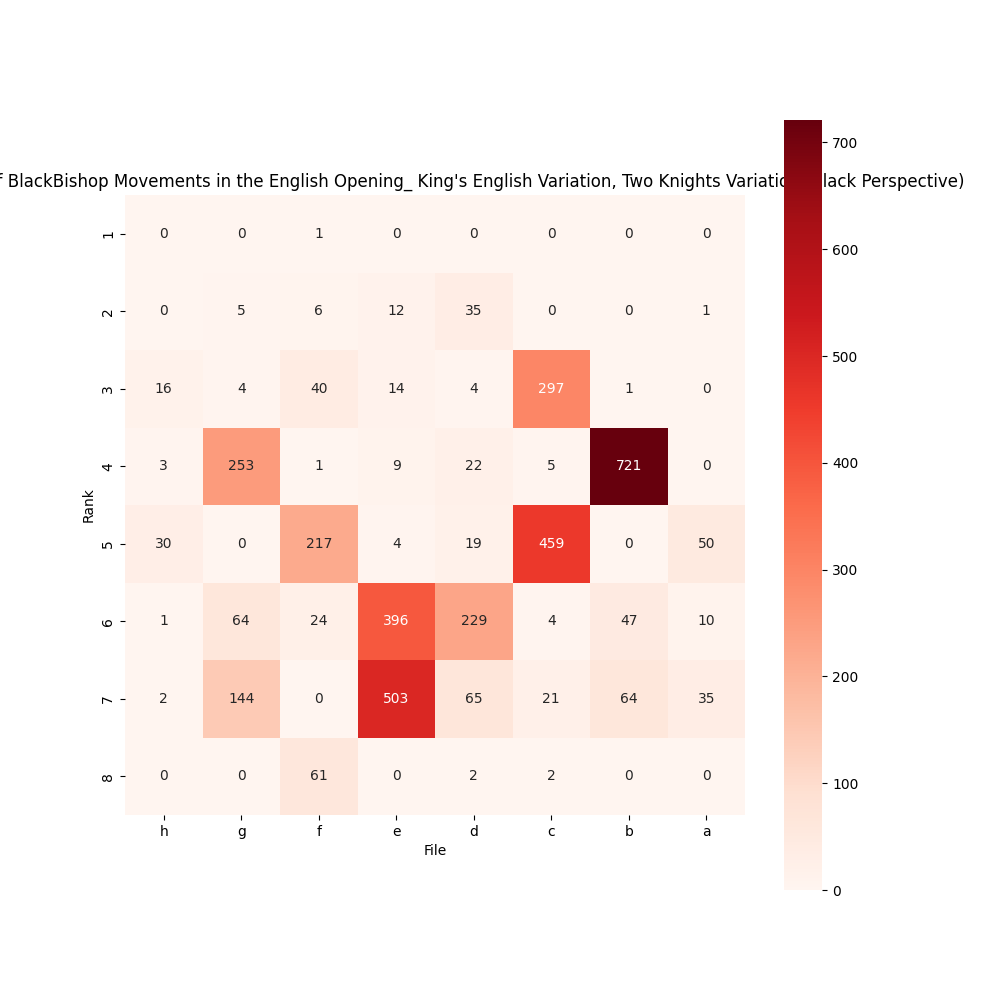 BlackBishop Movements in the English Opening_ King's English Variation, Two Knights Perspective)
700
1 0 0 1 0 0 0 0 0
600
2 0 5 6 12 35 0 0 1
500
3 16 4 40 14 4 297 1 0
4 3 253 1 9 22 5 721 0
400
Rank
5 30 0 217 4 19 459 0 50
300
6 1 64 24 396 229 4 47 10
200
7 2 144 0 503 65 21 64 35
100
8 0 0 61 0 2 2 0 0
h g f e d c b a
File
0